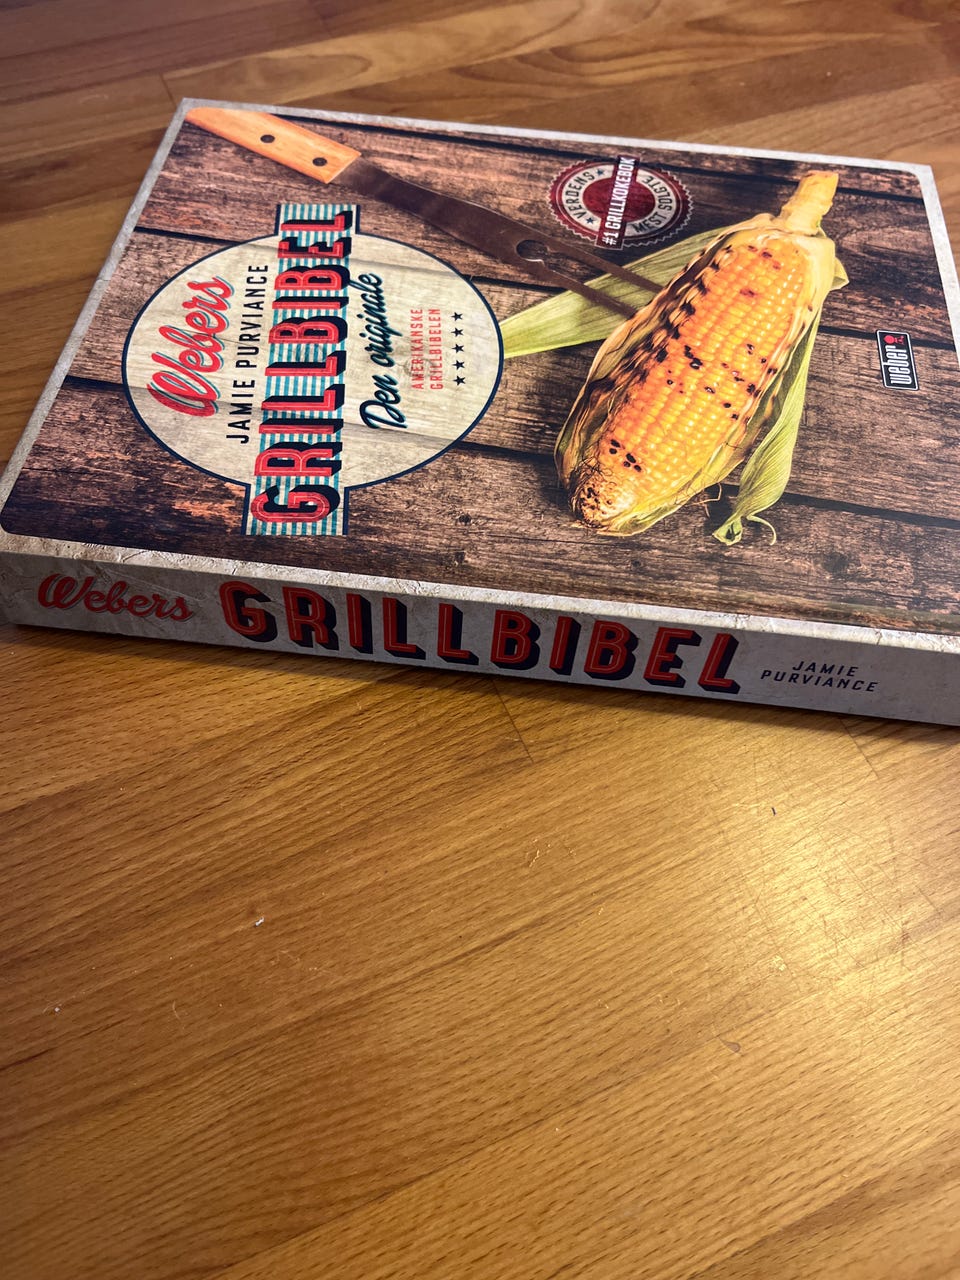 Webers
JAMIE PURVIANCE
GRILLBIBEL
Den originale
AMERIKANSKE
GRILLBIBELEN
VERDENS
#1 GRILLKOKEBOK
MEST SOLGTE
weber
Webers GRILLBIBEL JAMIE
PURVIANCE